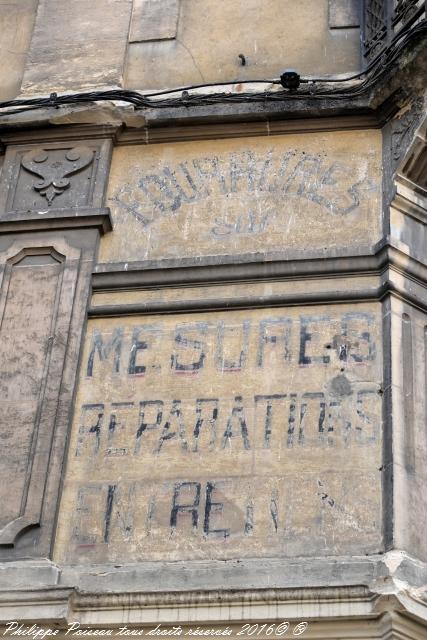 FOURRURES
SUR
MESURES
REPARATIONS
ENTRETIEN
© Philippe Poiseau tous droits réservés 2016 © ®